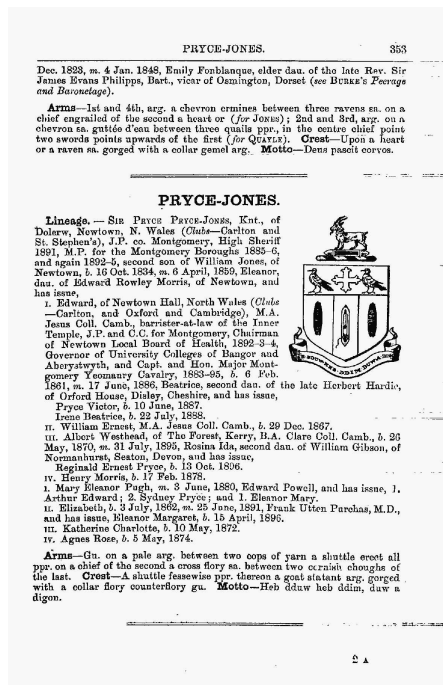 PRYCE-JONES. 353
Dec. 1823, m. 4 Jan. 1848, Emily Fonblanque, elder dau. of the late Rev. Sir
James Evans Philipps, Bart., vicar of Osmington, Dorset (see BURKE'S Peerage
and Baronetage).
Arms—1st and 4th, arg. a chevron ermines between three ravens sa. on a
chief engrailed of the second a heart or (for JONES); 2nd and 3rd, arg. on a
chevron sa. guttée d'eau between three quails ppr., in the centre chief point
two swords points upwards of the first (for QUAYLE). Crest—Upon a heart
or a raven sa. gorged with a collar gemel arg. Motto—Deus pascit corvos.
PRYCE-JONES.
Lineage. — SIR PRYCE PRYCE-JONES, Knt., of
Dolerw, Newtown, N. Wales (Clubs—Carlton and
St. Stephen's), J.P. co. Montgomery, High Sheriff
1891, M.P. for the Montgomery Boroughs 1885-6,
and again 1892-5, second son of William Jones, of
Newtown, b. 16 Oct. 1834, m. 6 April, 1859, Eleanor,
dau. of Edward Rowley Morris, of Newtown, and
has issue,
I. Edward, of Newtown Hall, North Wales (Clubs
—Carlton, and Oxford and Cambridge), M.A.
Jesus Coll. Camb., barrister-at-law of the Inner
Temple, J.P. and C.C. for Montgomery, Chairman
of Newtown Local Board of Health, 1892-3-4,
Governor of University Colleges of Bangor and
Aberystwyth, and Capt. and Hon. Major Mont-
gomery Yeomanry Cavalry, 1883-95, b. 6 Feb.
1861, m. 17 June, 1886, Beatrice, second dau. of the late Herbert Hardie,
of Orford House, Disley, Cheshire, and has issue,
Pryce Victor, b. 10 June, 1887.
Irene Beatrice, b. 22 July, 1888.
II. William Ernest, M.A. Jesus Coll. Camb., b. 29 Dec. 1867.
III. Albert Westhead, of The Forest, Kerry, B.A. Clare Coll. Camb., b. 26
May, 1870, m. 31 July, 1895, Rosina Ida, second dau. of William Gibson, of
Normanhurst, Seaton, Devon, and has issue,
Reginald Ernest Pryce, b. 13 Oct. 1896.
IV. Henry Morris, b. 17 Feb. 1878.
I. Mary Eleanor Pugh, m. 3 June, 1880, Edward Powell, and has issue, 1.
Arthur Edward; 2. Sydney Pryce; and 1. Eleanor Mary.
II. Elizabeth, b. 3 July, 1862, m. 25 June, 1891, Frank Utten Purchas, M.D.,
and has issue, Eleanor Margaret, b. 15 April, 1896.
III. Katherine Charlotte, b. 10 May, 1872.
IV. Agnes Rose, b. 5 May, 1874.
Arms—Gu. on a pale arg. between two cops of yarn a shuttle erect all
ppr. on a chief of the second a cross flory sa. between two cornish choughs of
the last. Crest—A shuttle fessewise ppr. thereon a goat statant arg. gorged
with a collar flory counterflory gu. Motto—Heb dduw heb ddim, duw a
digon.
2 A